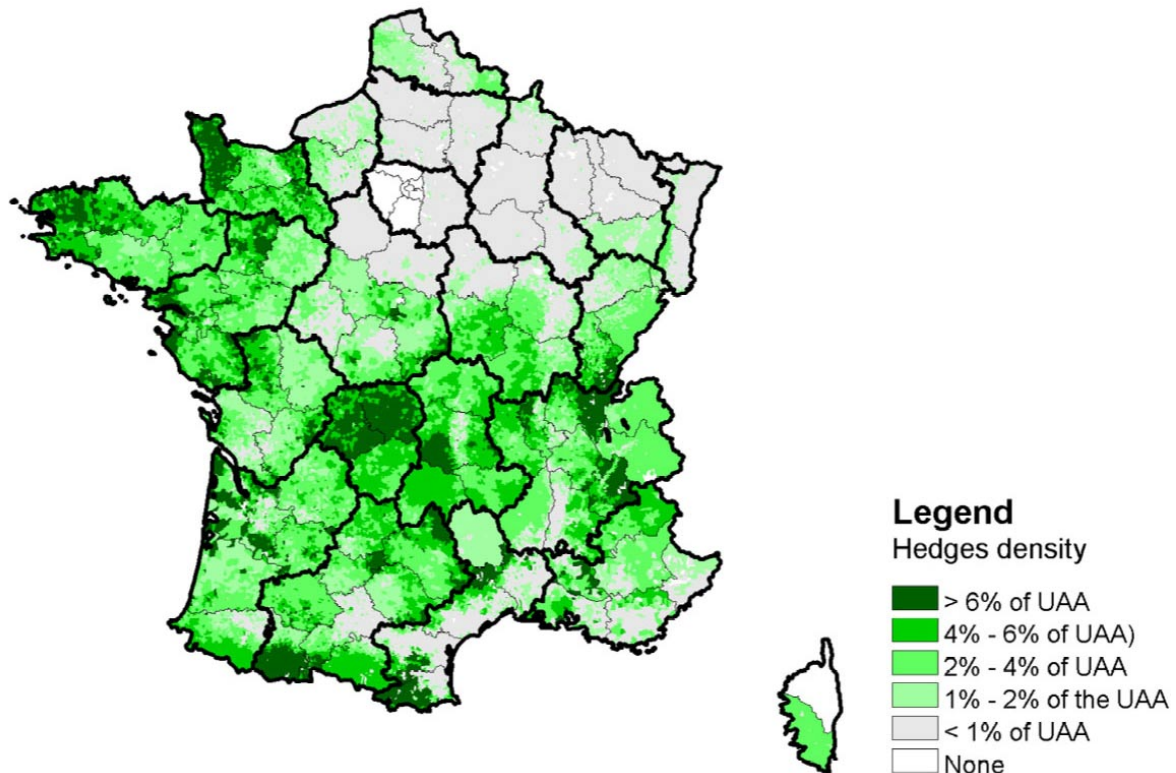 Legend
Hedges density
> 6% of UAA
4% - 6% of UAA)
2% - 4% of UAA
1% - 2% of the UAA
< 1% of UAA
None